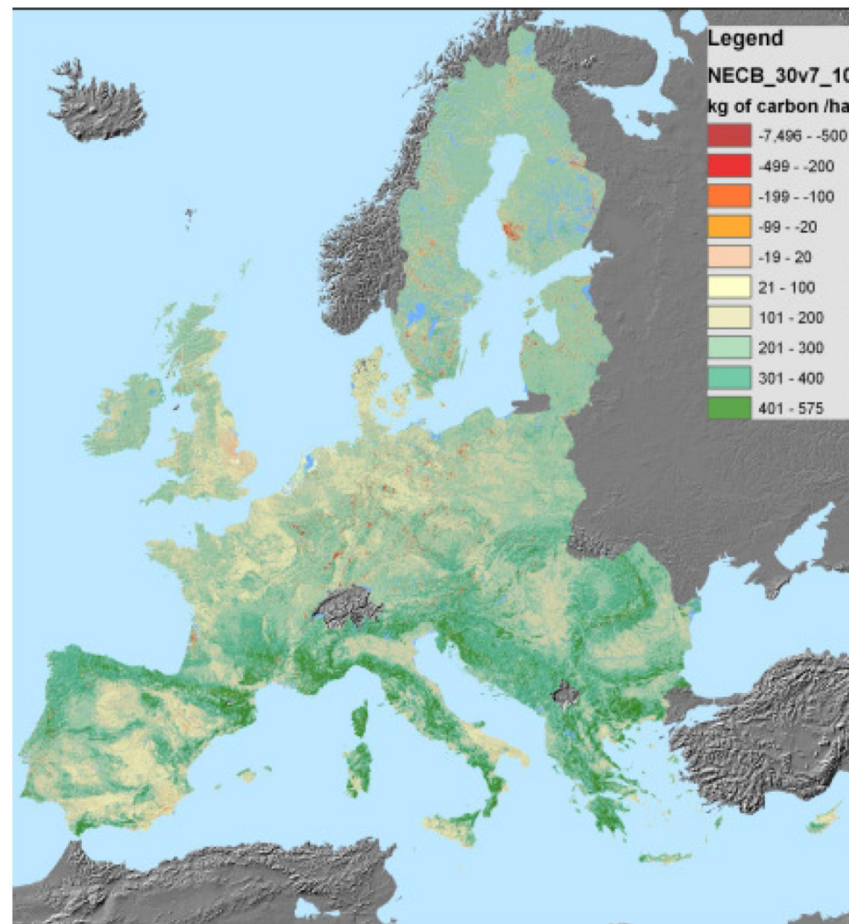 Legend
NECB_30v7_10
kg of carbon /ha
-7,496 - -500
-499 - -200
-199 - -100
-99 - -20
-19 - 20
21 - 100
101 - 200
201 - 300
301 - 400
401 - 575